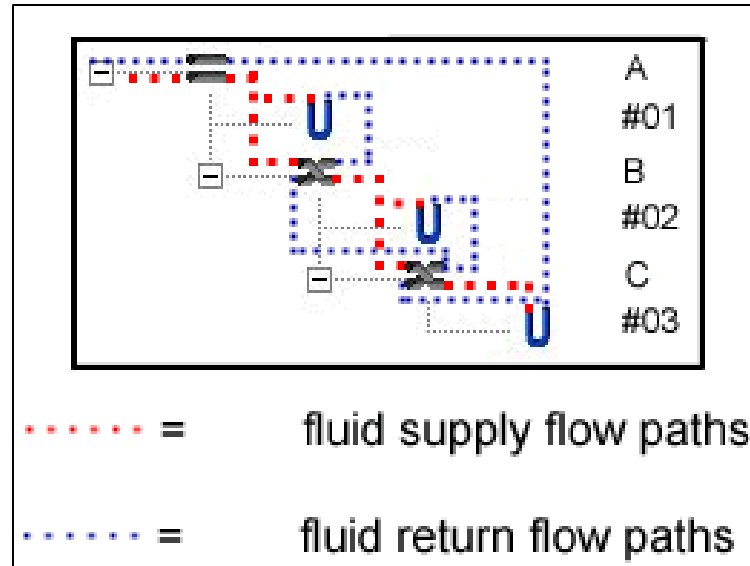 A
#01
B
#02
C
#03
= fluid supply flow paths
= fluid return flow paths